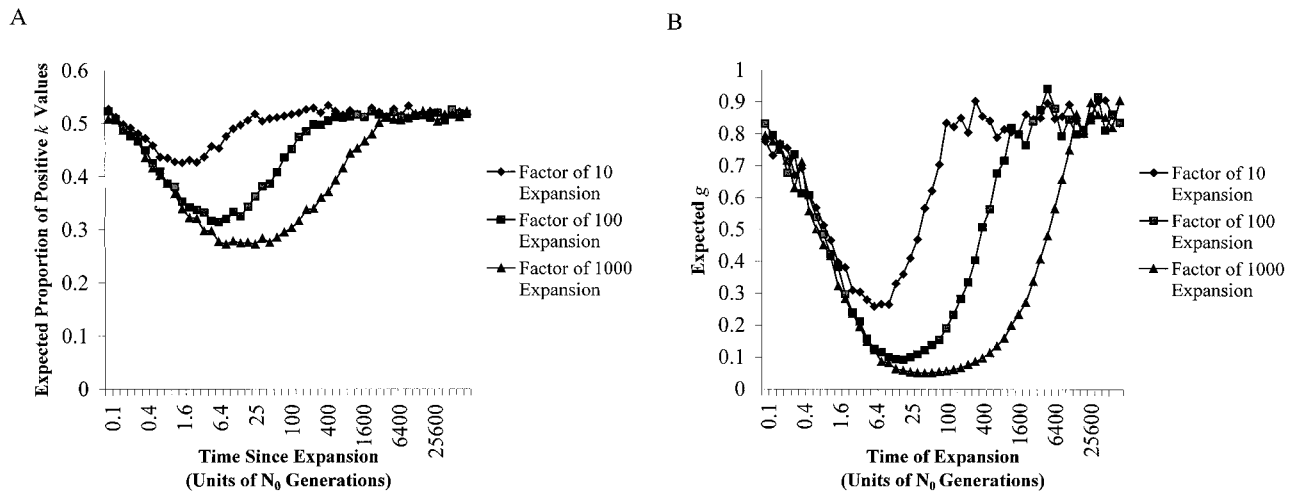 A
Expected Proportion of Positive k Values
0.6
0.5
0.4
0.3
0.2
0.1
0
0.1
0.4
1.6
6.4
25
100
400
1600
6400
25600
Time Since Expansion
(Units of N₀ Generations)
Factor of 10
Expansion
Factor of 100
Expansion
Factor of 1000
Expansion
B
Expected g
1
0.9
0.8
0.7
0.6
0.5
0.4
0.3
0.2
0.1
0
0.1
0.4
1.6
6.4
25
100
400
1600
6400
25600
Time of Expansion
(Units of N₀ Generations)
Factor of 10
Expansion
Factor of 100
Expansion
Factor of 1000
Expansion